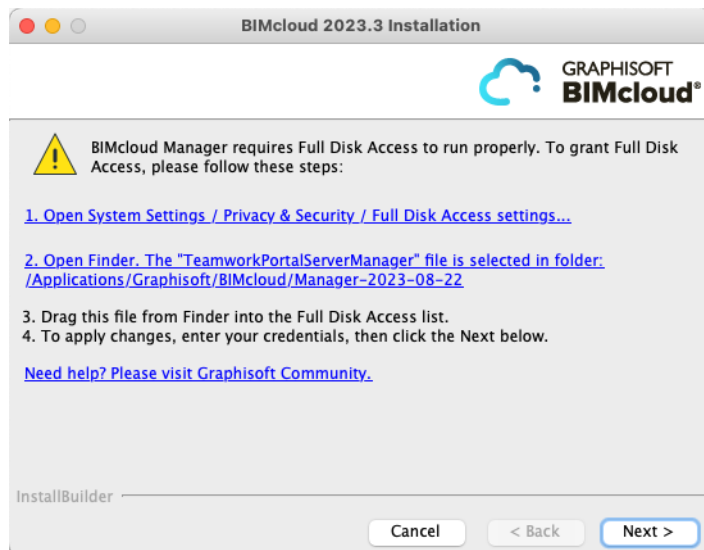 BIMcloud 2023.3 Installation
GRAPHISOFT
BIMcloud®
BIMcloud Manager requires Full Disk Access to run properly. To grant Full Disk
Access, please follow these steps:
1. Open System Settings / Privacy & Security / Full Disk Access settings...
2. Open Finder. The "TeamworkPortalServerManager" file is selected in folder:
/Applications/Graphisoft/BIMcloud/Manager-2023-08-22
3. Drag this file from Finder into the Full Disk Access list.
4. To apply changes, enter your credentials, then click the Next below.
Need help? Please visit Graphisoft Community.
InstallBuilder
Cancel < Back Next >